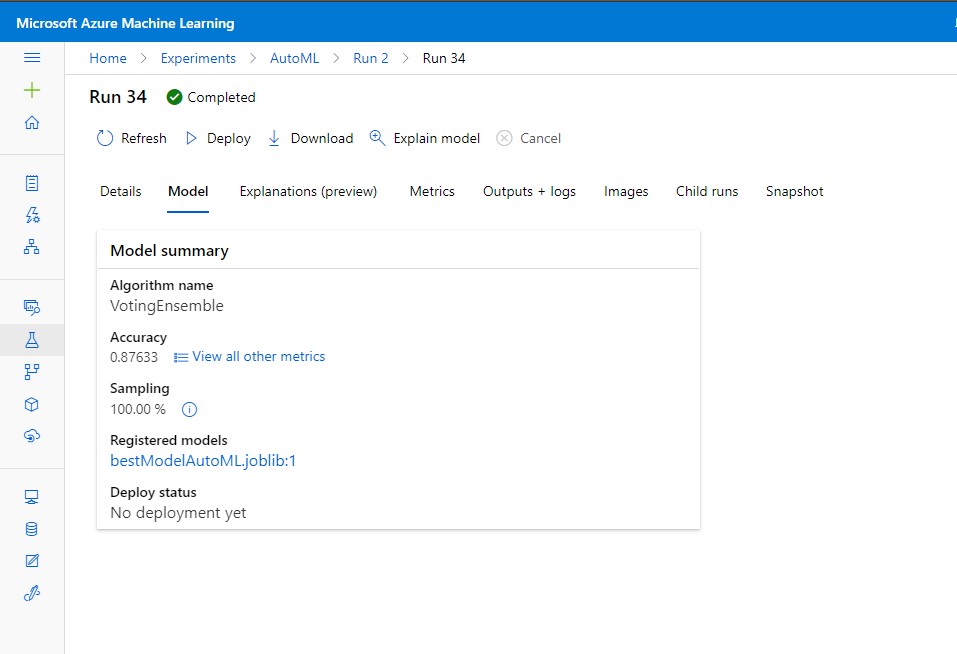 Microsoft Azure Machine Learning
Home > Experiments > AutoML > Run 2 > Run 34
Run 34 Completed
Refresh Deploy Download Explain model Cancel
Details Model Explanations (preview) Metrics Outputs + logs Images Child runs Snapshot
Model summary
Algorithm name
VotingEnsemble
Accuracy
0.87633 View all other metrics
Sampling
100.00 %
Registered models
bestModelAutoML.joblib:1
Deploy status
No deployment yet